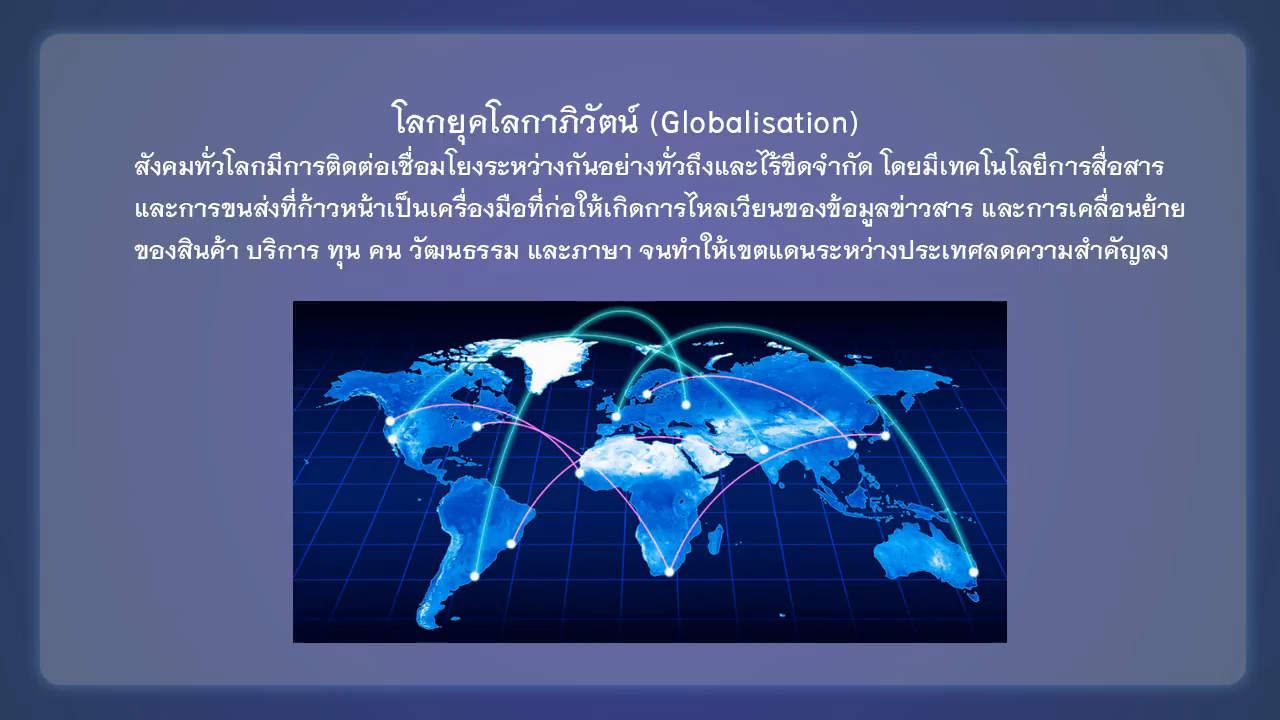 โลกยุคโลกาภิวัตน์ (Globalisation)
สังคมทั่วโลกมีการติดต่อเชื่อมโยงระหว่างกันอย่างทั่วถึงและไร้ขีดจำกัด โดยมีเทคโนโลยีการสื่อสาร
และการขนส่งที่ก้าวหน้าเป็นเครื่องมือที่ก่อให้เกิดการไหลเวียนของข้อมูลข่าวสาร และการเคลื่อนย้าย
ของสินค้า บริการ ทุน คน วัฒนธรรม และภาษา จนทำให้เขตแดนระหว่างประเทศลดความสำคัญลง